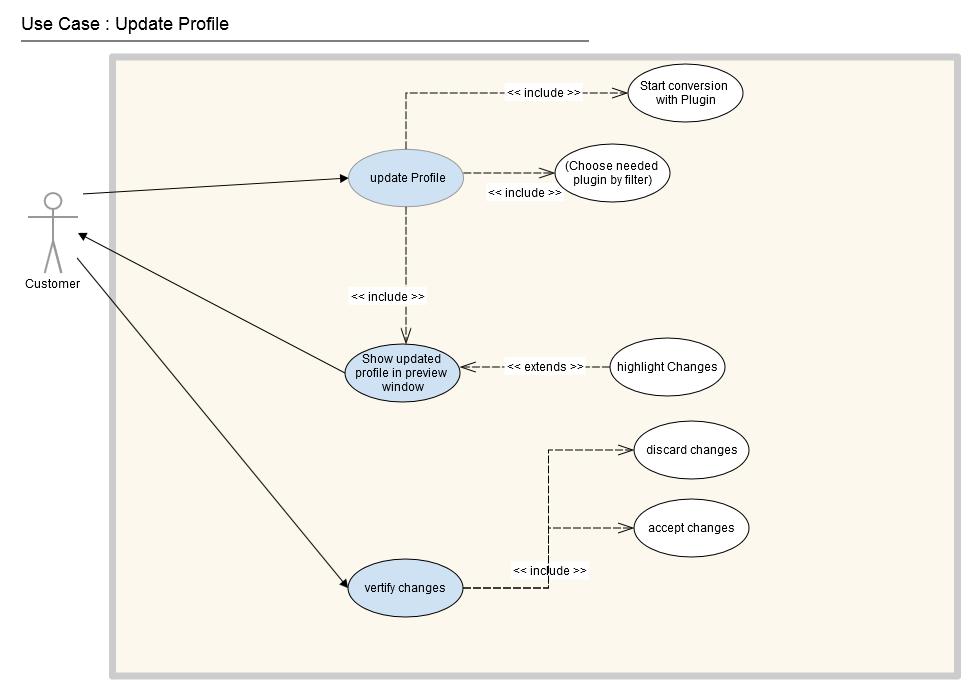 Use Case : Update Profile
<< include >>
Start conversion
with Plugin
update Profile
(Choose needed
plugin by filter)
<< include >>
Customer
<< include >>
Show updated
profile in preview
window
<< extends >>
highlight Changes
discard changes
accept changes
<< include >>
vertify changes